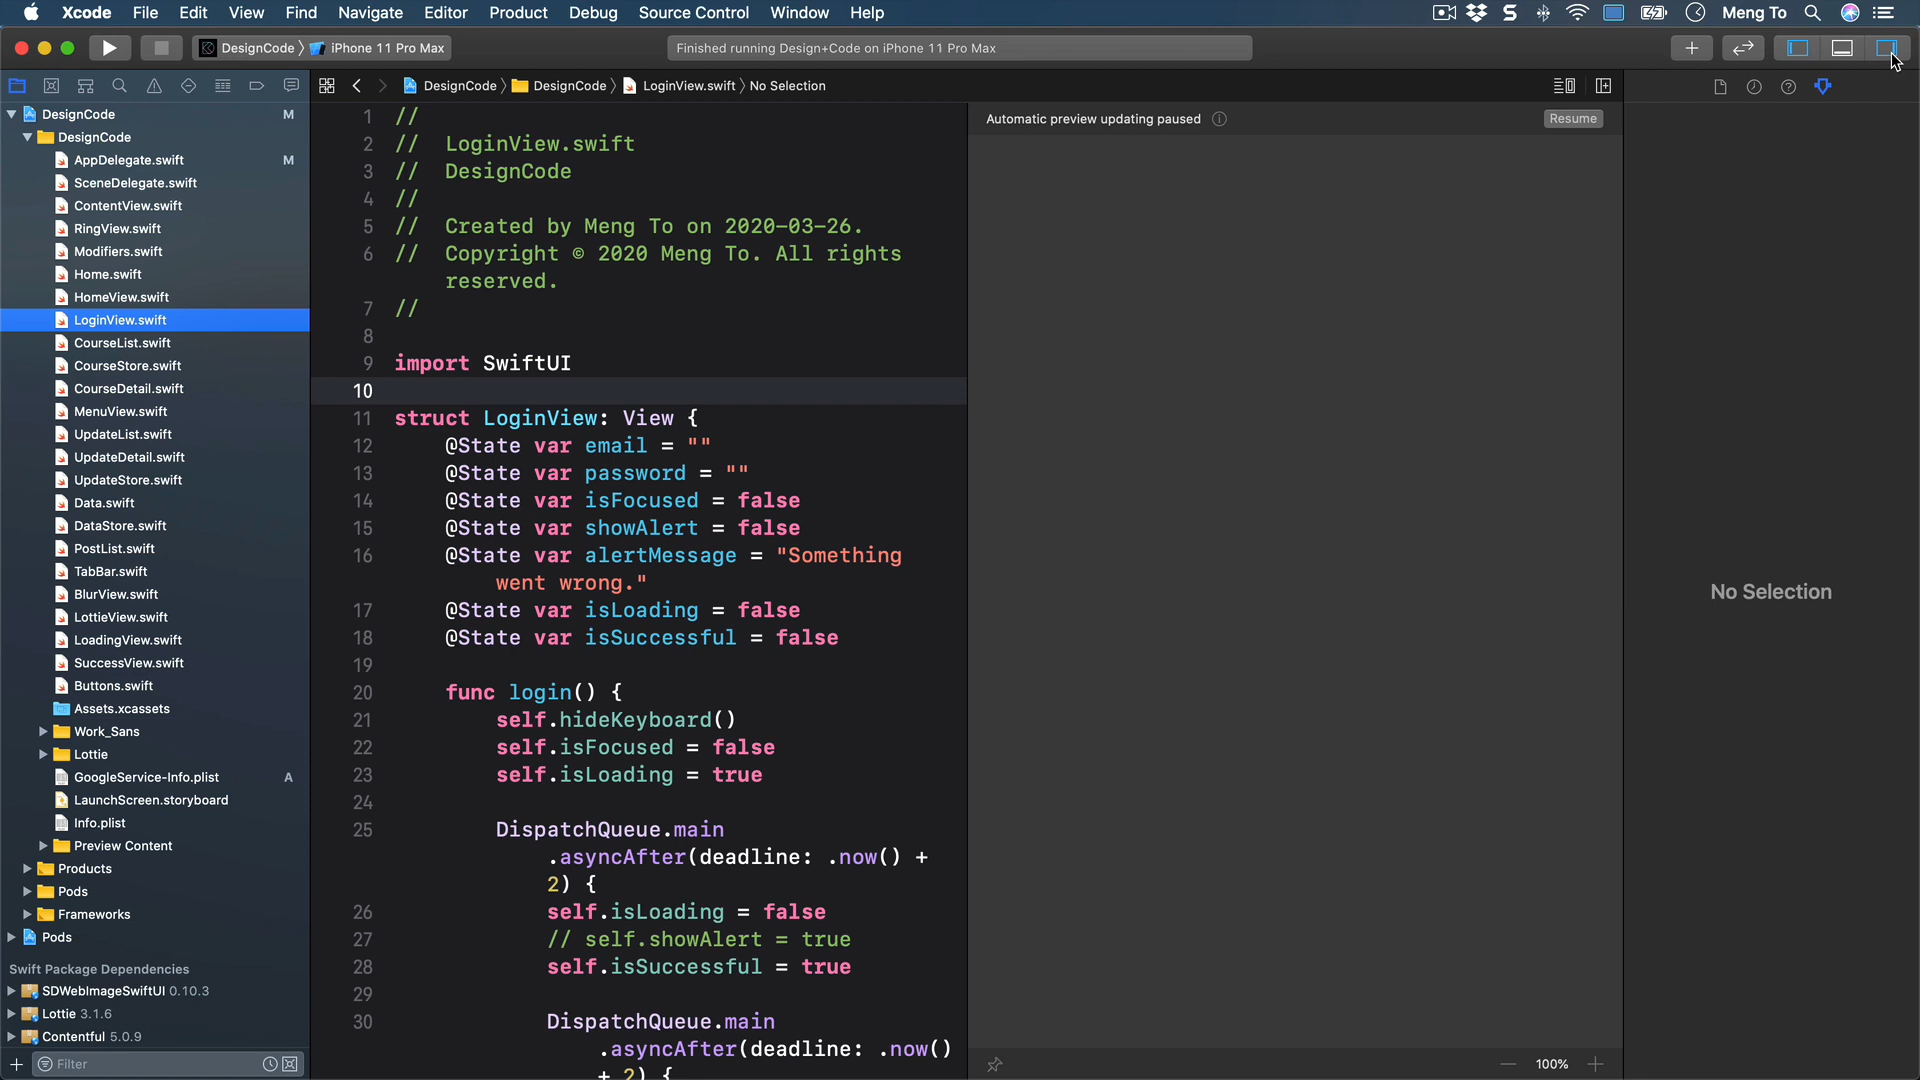 Xcode File Edit View Find Navigate Editor Product Debug Source Control Window Help Meng To
DesignCode iPhone 11 Pro Max
Finished running Design+Code on iPhone 11 Pro Max
DesignCode M
DesignCode
AppDelegate.swift M
SceneDelegate.swift
ContentView.swift
RingView.swift
Modifiers.swift
Home.swift
HomeView.swift
LoginView.swift
CourseList.swift
CourseStore.swift
CourseDetail.swift
MenuView.swift
UpdateList.swift
UpdateDetail.swift
UpdateStore.swift
Data.swift
DataStore.swift
PostList.swift
TabBar.swift
BlurView.swift
LottieView.swift
LoadingView.swift
SuccessView.swift
Buttons.swift
Assets.xcassets
Work_Sans
Lottie
GoogleService-Info.plist A
LaunchScreen.storyboard
Info.plist
Preview Content
Products
Pods
Frameworks
Pods
Swift Package Dependencies
SDWebImageSwiftUI 0.10.3
Lottie 3.1.6
Contentful 5.0.9
Filter
DesignCode DesignCode LoginView.swift No Selection
1 //
2 // LoginView.swift
3 // DesignCode
4 //
5 // Created by Meng To on 2020-03-26.
6 // Copyright © 2020 Meng To. All rights
reserved.
7 //
8
9 import SwiftUI
10
11 struct LoginView: View {
12 @State var email = ""
13 @State var password = ""
14 @State var isFocused = false
15 @State var showAlert = false
16 @State var alertMessage = "Something
went wrong."
17 @State var isLoading = false
18 @State var isSuccessful = false
19
20 func login() {
21 self.hideKeyboard()
22 self.isFocused = false
23 self.isLoading = true
24
25 DispatchQueue.main
.asyncAfter(deadline: .now() +
2) {
26 self.isLoading = false
27 // self.showAlert = true
28 self.isSuccessful = true
29
30 DispatchQueue.main
.asyncAfter(deadline: .now()
+ 2) {
Automatic preview updating paused
Resume
100%
No Selection